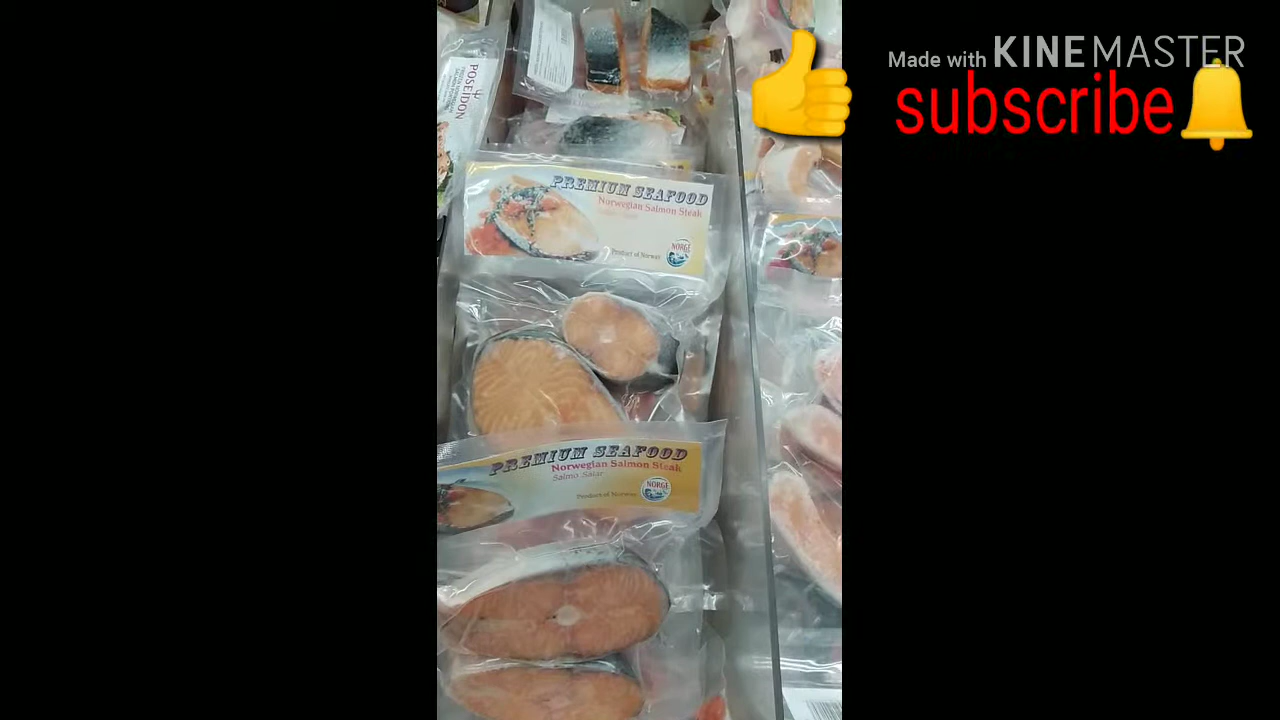 Made with KINEMASTER
subscribe
POSEIDON
PREMIUM SEAFOOD
Norwegian Salmon Steak
Product of Norway
NORGE
PREMIUM SEAFOOD
Norwegian Salmon Steak
Salmo Salar
Product of Norway
NORGE